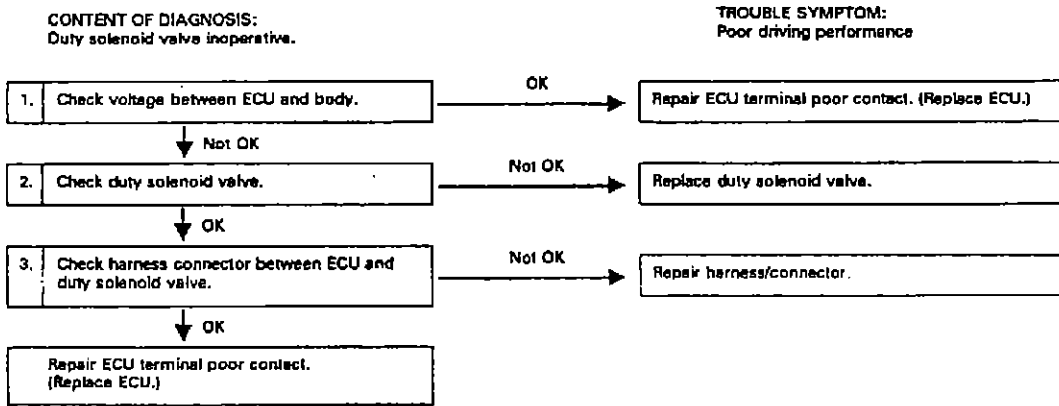 CONTENT OF DIAGNOSIS:
Duty solenoid valve inoperative.
TROUBLE SYMPTOM:
Poor driving performance
1. Check voltage between ECU and body.
OK
Repair ECU terminal poor contact. (Replace ECU.)
Not OK
2. Check duty solenoid valve.
Not OK
Replace duty solenoid valve.
OK
3. Check harness connector between ECU and
duty solenoid valve.
Not OK
Repair harness/connector.
OK
Repair ECU terminal poor contact.
(Replace ECU.)